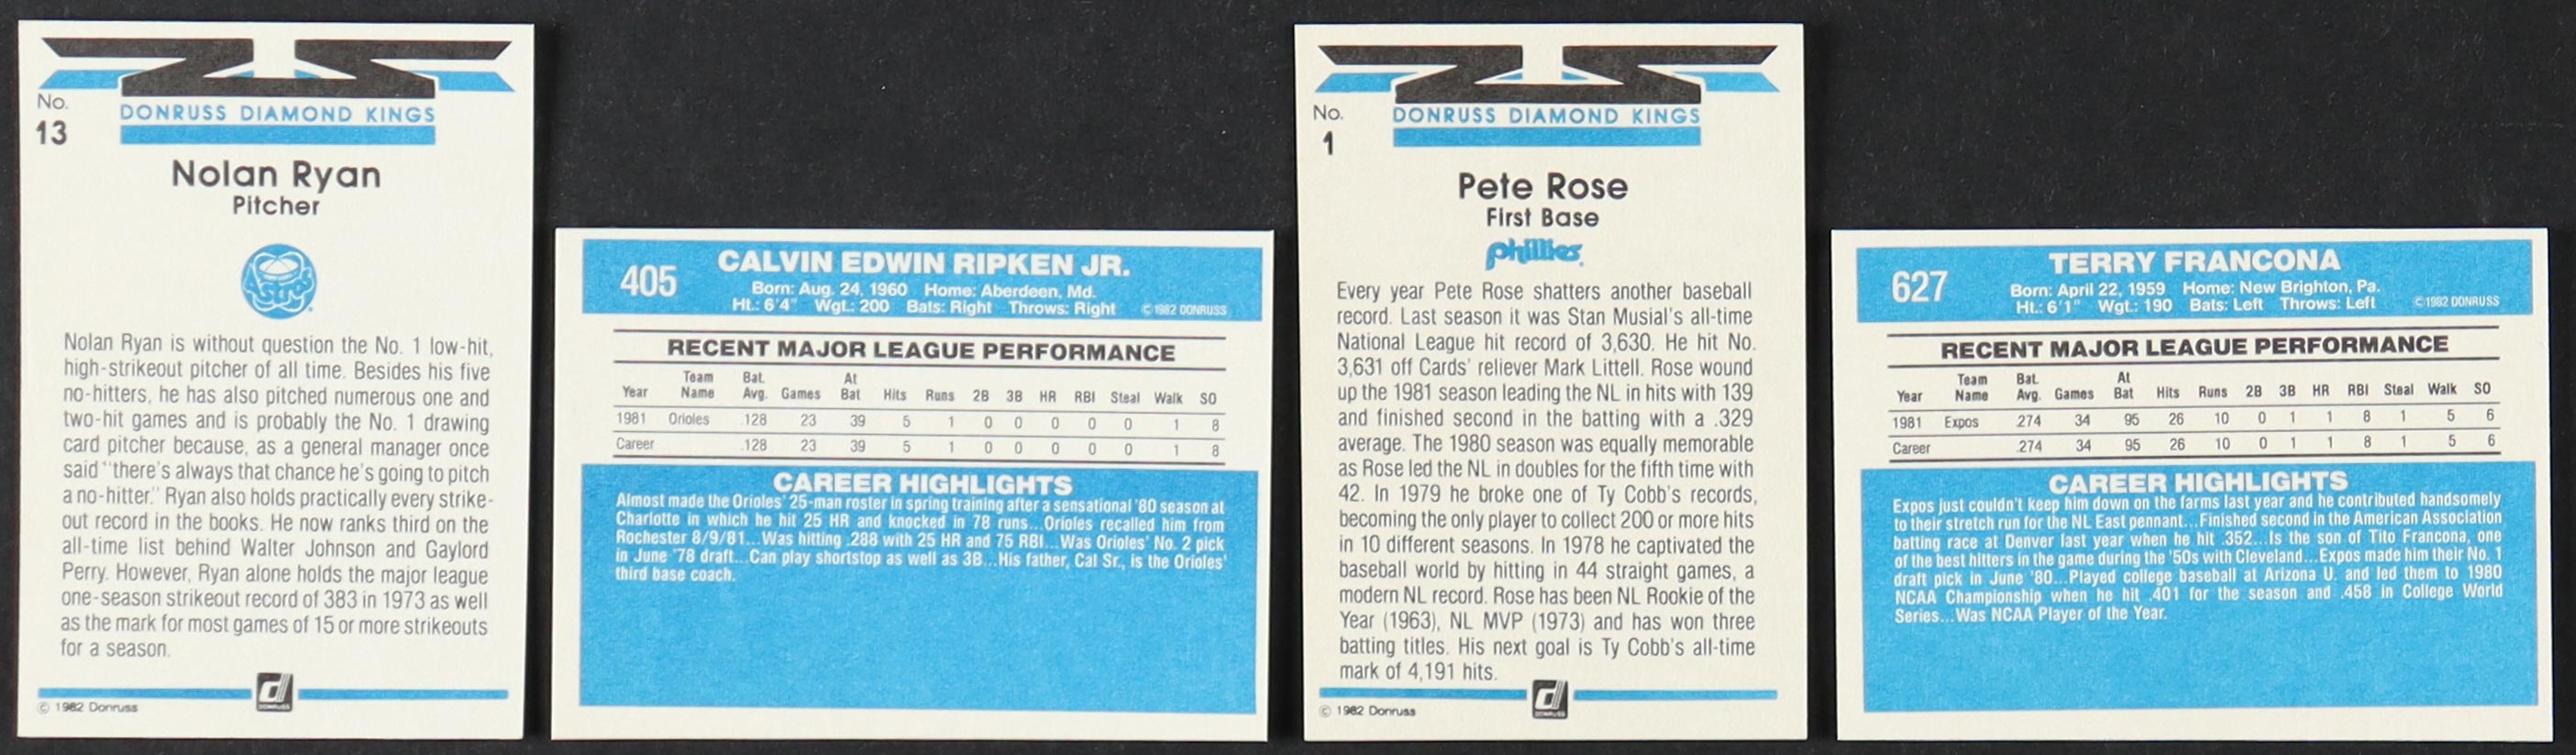 No.
13
DONRUSS DIAMOND KINGS
Nolan Ryan
Pitcher
Astros
Nolan Ryan is without question the No. 1 low-hit,
high-strikeout pitcher of all time. Besides his five
no-hitters, he has also pitched numerous one and
two-hit games and is probably the No. 1 drawing
card pitcher because, as a general manager once
said "there's always that chance he's going to pitch
a no-hitter." Ryan also holds practically every strike-
out record in the books. He now ranks third on the
all-time list behind Walter Johnson and Gaylord
Perry. However, Ryan alone holds the major league
one-season strikeout record of 383 in 1973 as well
as the mark for most games of 15 or more strikeouts
for a season.
d
DONRUSS
© 1982 Donruss
405
CALVIN EDWIN RIPKEN JR.
Born: Aug. 24, 1960 Home: Aberdeen, Md.
Ht.: 6'4" Wgt.: 200 Bats: Right Throws: Right © 1982 DONRUSS
RECENT MAJOR LEAGUE PERFORMANCE
Year Team Name Bat. Avg. Games At Bat Hits Runs 2B 3B HR RBI Steal Walk SO
1981 Orioles .128 23 39 5 1 0 0 0 0 0 1 8
Career .128 23 39 5 1 0 0 0 0 0 1 8
CAREER HIGHLIGHTS
Almost made the Orioles' 25-man roster in spring training after a sensational '80 season at
Charlotte in which he hit 25 HR and knocked in 78 runs...Orioles recalled him from
Rochester 8/9/81...Was hitting .288 with 25 HR and 75 RBI...Was Orioles' No. 2 pick
in June '78 draft...Can play shortstop as well as 3B...His father, Cal Sr., is the Orioles'
third base coach.
No.
1
DONRUSS DIAMOND KINGS
Pete Rose
First Base
Phillies
Every year Pete Rose shatters another baseball
record. Last season it was Stan Musial's all-time
National League hit record of 3,630. He hit No.
3,631 off Cards' reliever Mark Littell. Rose wound
up the 1981 season leading the NL in hits with 139
and finished second in the batting with a .329
average. The 1980 season was equally memorable
as Rose led the NL in doubles for the fifth time with
42. In 1979 he broke one of Ty Cobb's records,
becoming the only player to collect 200 or more hits
in 10 different seasons. In 1978 he captivated the
baseball world by hitting in 44 straight games, a
modern NL record. Rose has been NL Rookie of the
Year (1963), NL MVP (1973) and has won three
batting titles. His next goal is Ty Cobb's all-time
mark of 4,191 hits.
d
DONRUSS
© 1982 Donruss
627
TERRY FRANCONA
Born: April 22, 1959 Home: New Brighton, Pa.
Ht.: 6'1" Wgt.: 190 Bats: Left Throws: Left © 1982 DONRUSS
RECENT MAJOR LEAGUE PERFORMANCE
Year Team Name Bat. Avg. Games At Bat Hits Runs 2B 3B HR RBI Steal Walk SO
1981 Expos .274 34 95 26 10 0 1 1 8 1 5 6
Career .274 34 95 26 10 0 1 1 8 1 5 6
CAREER HIGHLIGHTS
Expos just couldn't keep him down on the farms last year and he contributed handsomely
to their stretch run for the NL East pennant...Finished second in the American Association
batting race at Denver last year when he hit .352...Is the son of Tito Francona, one
of the best hitters in the game during the '50s with Cleveland...Expos made him their No. 1
draft pick in June '80...Played college baseball at Arizona U. and led them to 1980
NCAA Championship when he hit .401 for the season and .458 in College World
Series...Was NCAA Player of the Year.